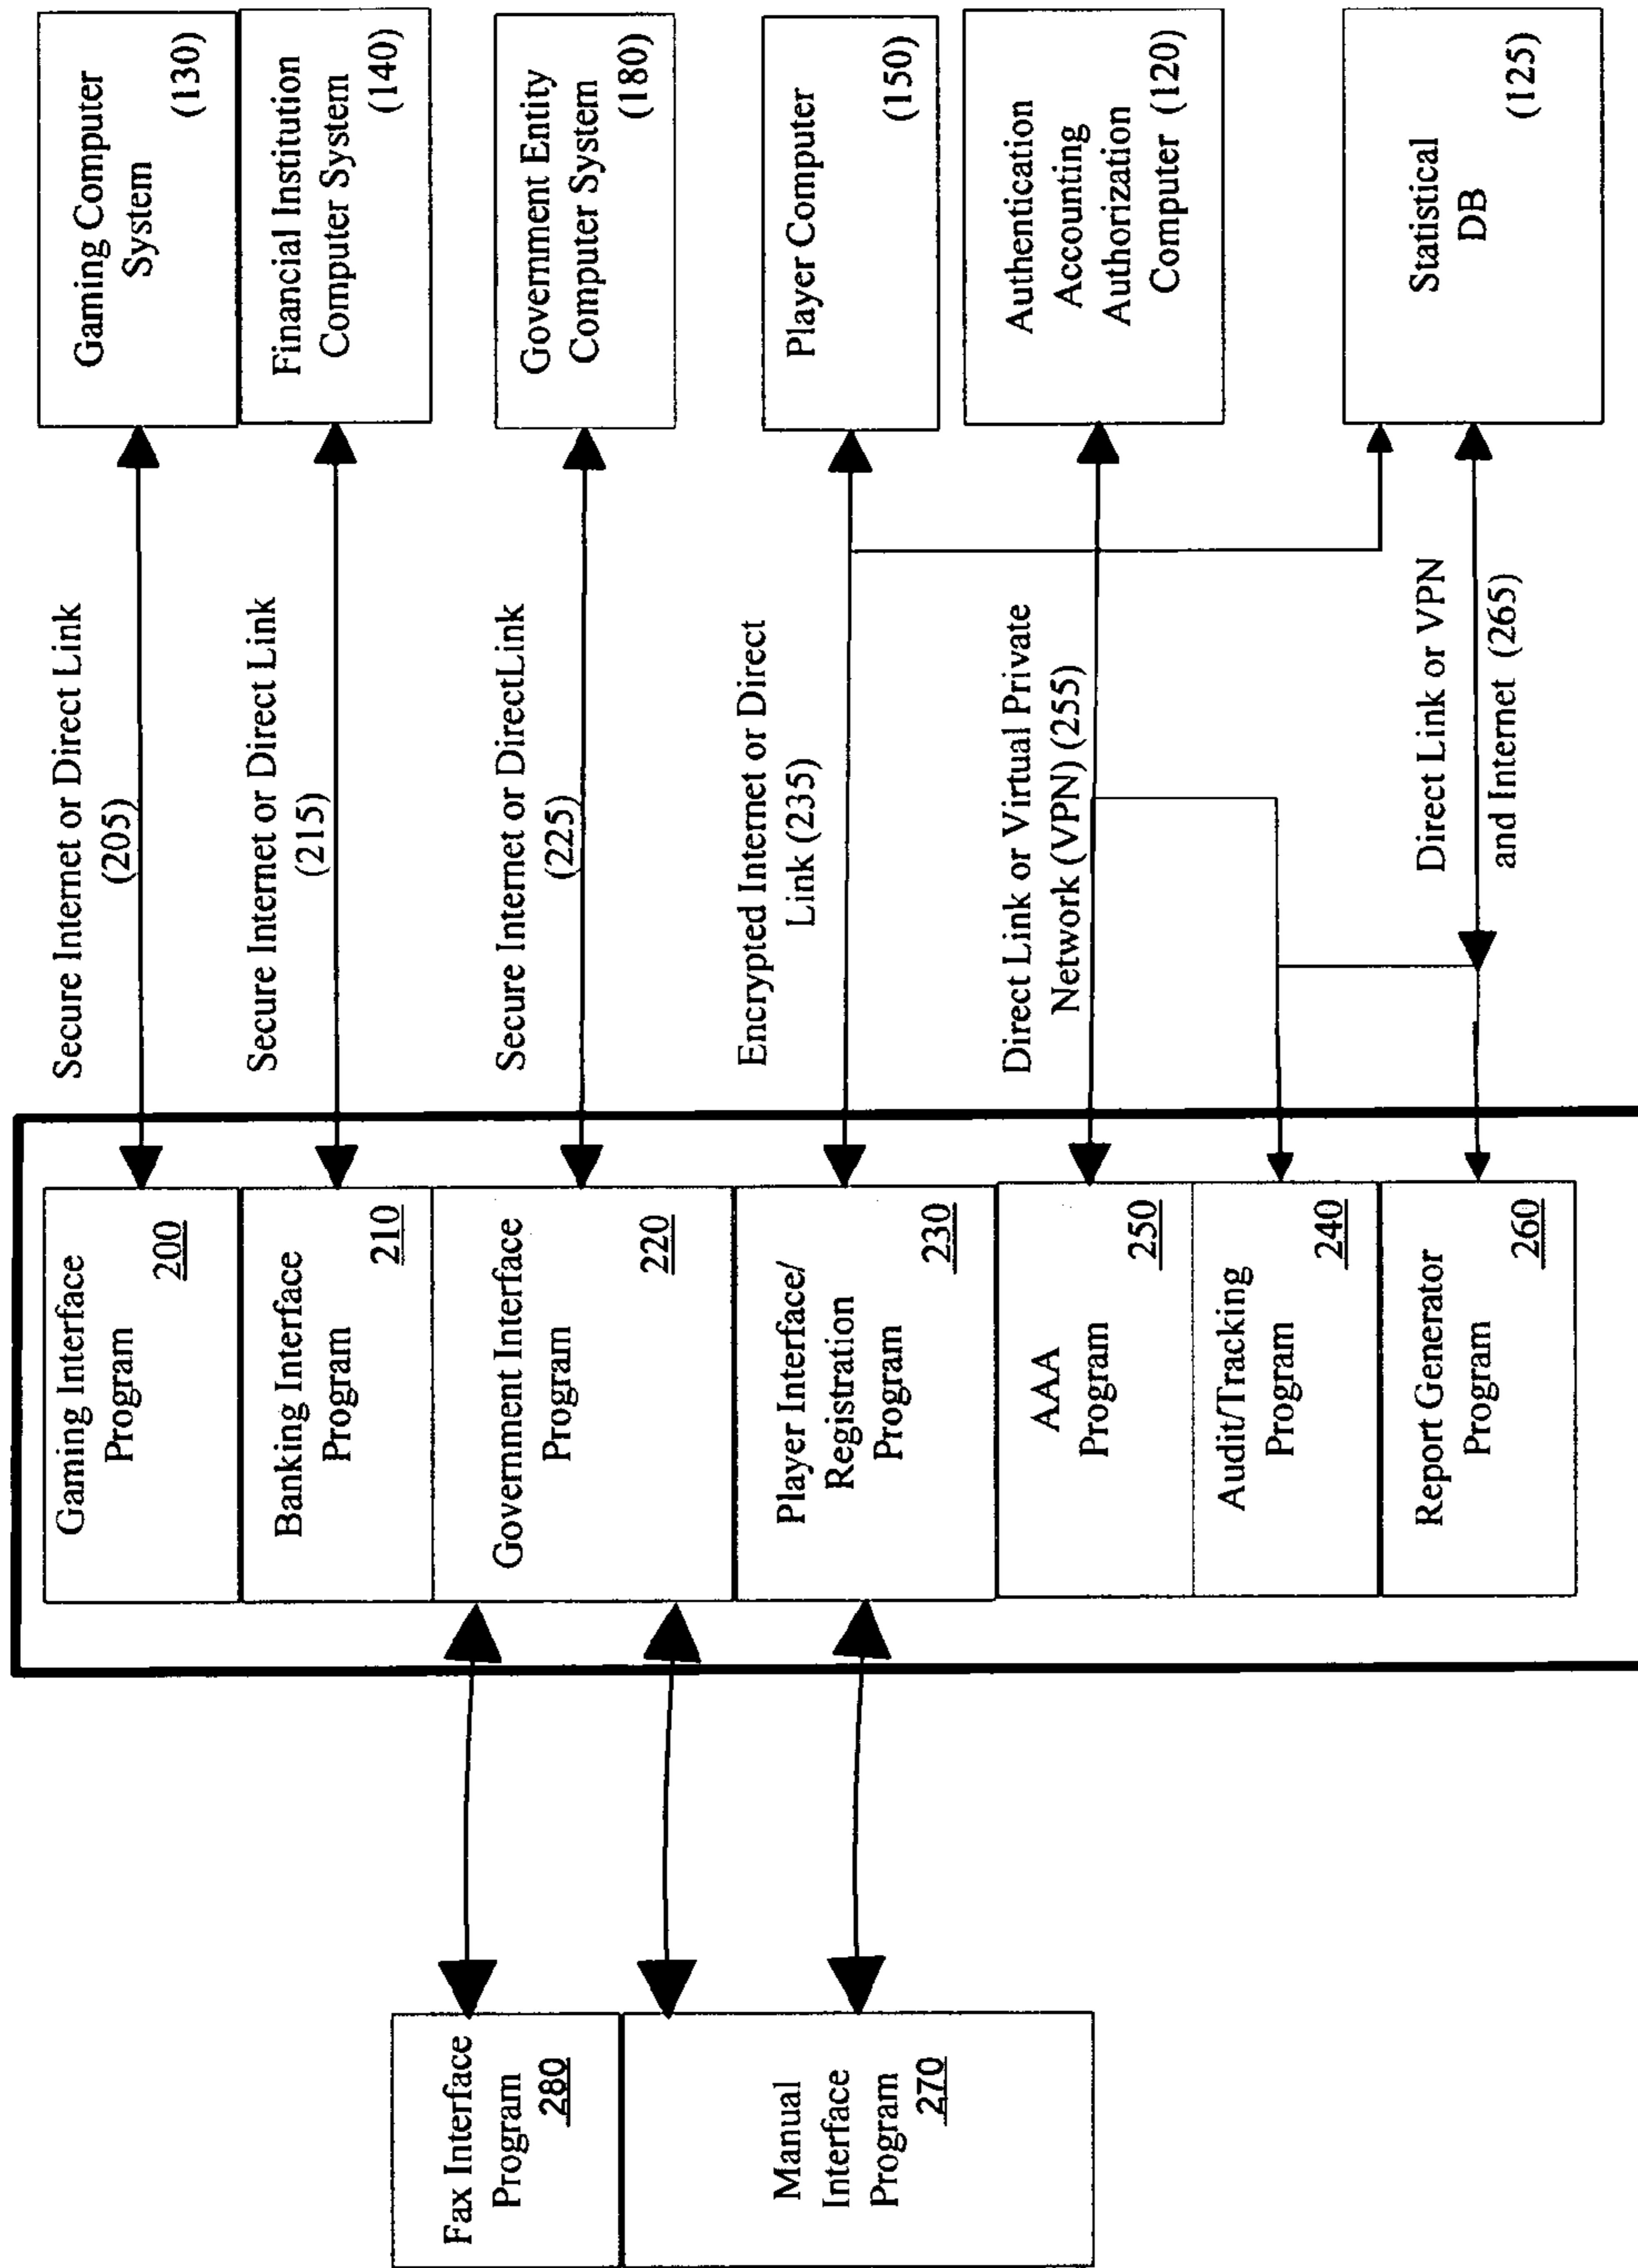 Fax Interface
Program
280
Manual
Interface
Program
270
Gaming Interface
Program
200
Banking Interface
Program
210
Government Interface
Program
220
Player Interface/
Registration
Program
230
AAA
Program
250
Audit/Tracking
Program
240
Report Generator
Program
260
Secure Internet or Direct Link
(205)
Secure Internet or Direct Link
(215)
Secure Internet or DirectLink
(225)
Encrypted Internet or Direct
Link (235)
Direct Link or Virtual Private
Network (VPN) (255)
Direct Link or VPN
and Internet (265)
Gaming Computer
System
(130)
Financial Institution
Computer System
(140)
Government Entity
Computer System
(180)
Player Computer
(150)
Authentication
Accounting
Authorization
Computer (120)
Statistical
DB
(125)